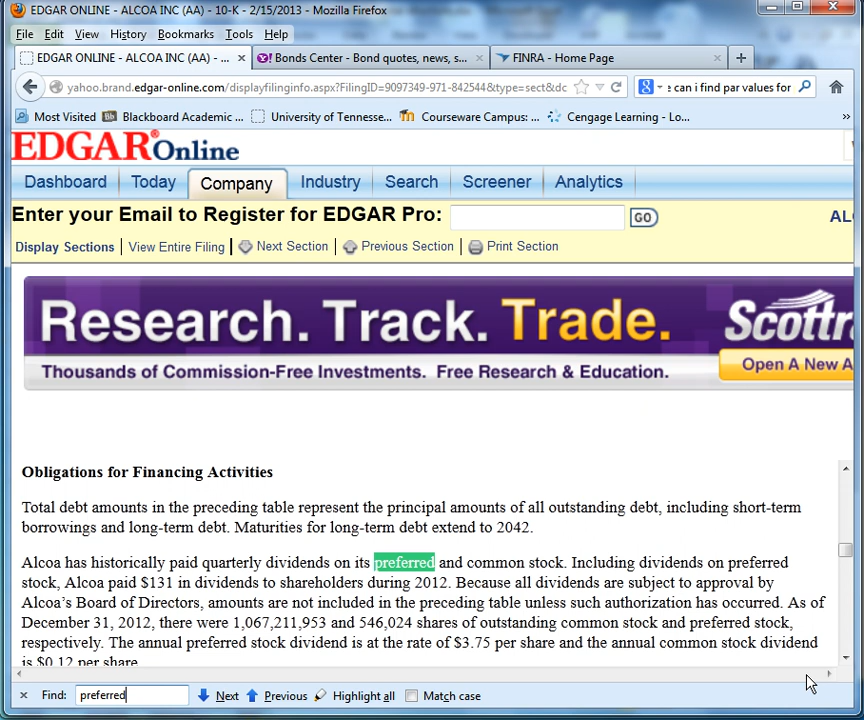 EDGAR ONLINE - ALCOA INC (AA) - 10-K - 2/15/2013 - Mozilla Firefox
File Edit View History Bookmarks Tools Help
EDGAR ONLINE - ALCOA INC (AA) - ... × Y! Bonds Center - Bond quotes, news, s... × FINRA - Home Page × +
yahoo.brand.edgar-online.com/displayfilinginfo.aspx?FilingID=9097349-971-842544&type=sect&dc g e can i find par values for
Most Visited Bb Blackboard Academic ... University of Tennesse... m Courseware Campus: ... Cengage Learning - Lo... »
EDGAR® Online
Dashboard Today Company Industry Search Screener Analytics
Enter your Email to Register for EDGAR Pro: GO ALC
Display Sections | View Entire Filing | Next Section | Previous Section | Print Section
Research. Track. Trade. Scottr
Thousands of Commission-Free Investments. Free Research & Education. Open A New A
Obligations for Financing Activities
Total debt amounts in the preceding table represent the principal amounts of all outstanding debt, including short-term
borrowings and long-term debt. Maturities for long-term debt extend to 2042.
Alcoa has historically paid quarterly dividends on its preferred and common stock. Including dividends on preferred
stock, Alcoa paid $131 in dividends to shareholders during 2012. Because all dividends are subject to approval by
Alcoa's Board of Directors, amounts are not included in the preceding table unless such authorization has occurred. As of
December 31, 2012, there were 1,067,211,953 and 546,024 shares of outstanding common stock and preferred stock,
respectively. The annual preferred stock dividend is at the rate of $3.75 per share and the annual common stock dividend
is $0.12 per share.
× Find: preferred Next Previous Highlight all Match case